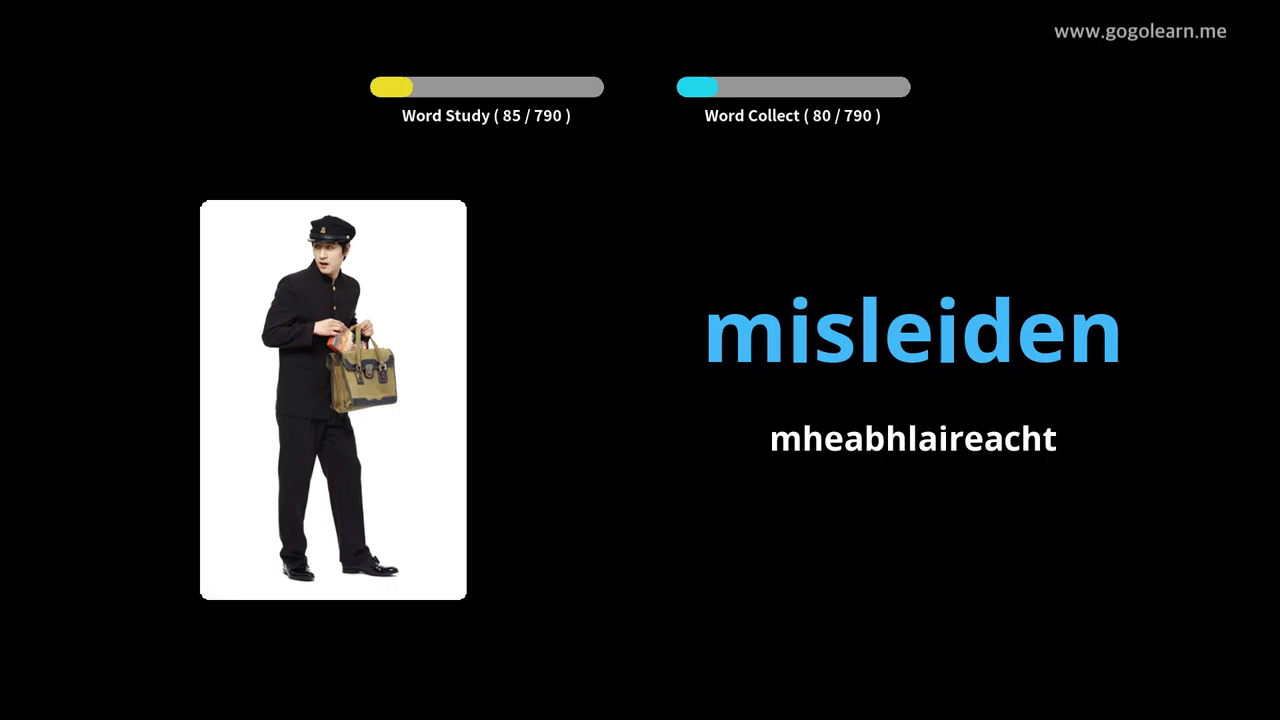 www.gogolearn.me
Word Study ( 85 / 790 )
Word Collect ( 80 / 790 )
misleiden
mheabhlaireacht